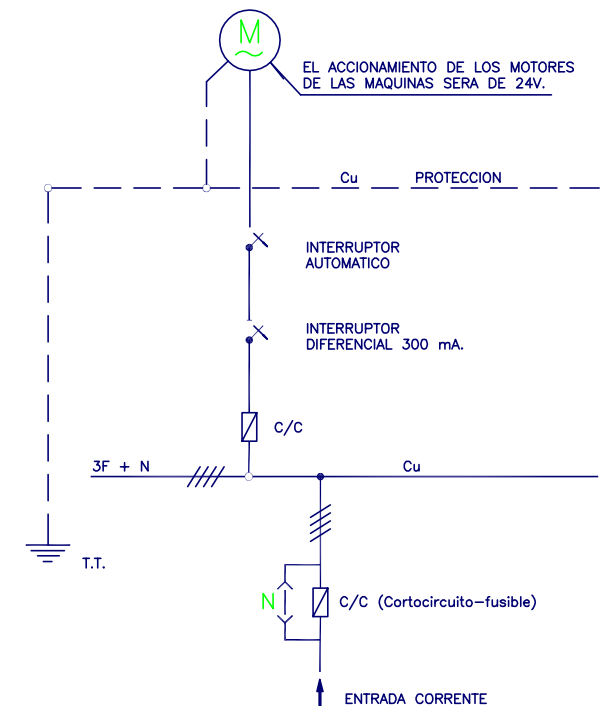 M
EL ACCIONAMIENTO DE LOS MOTORES
DE LAS MAQUINAS SERA DE 24V.
Cu PROTECCION
INTERRUPTOR
AUTOMATICO
INTERRUPTOR
DIFERENCIAL 300 mA.
C/C
3F + N Cu
T.T.
N C/C (Cortocircuito-fusible)
ENTRADA CORRENTE